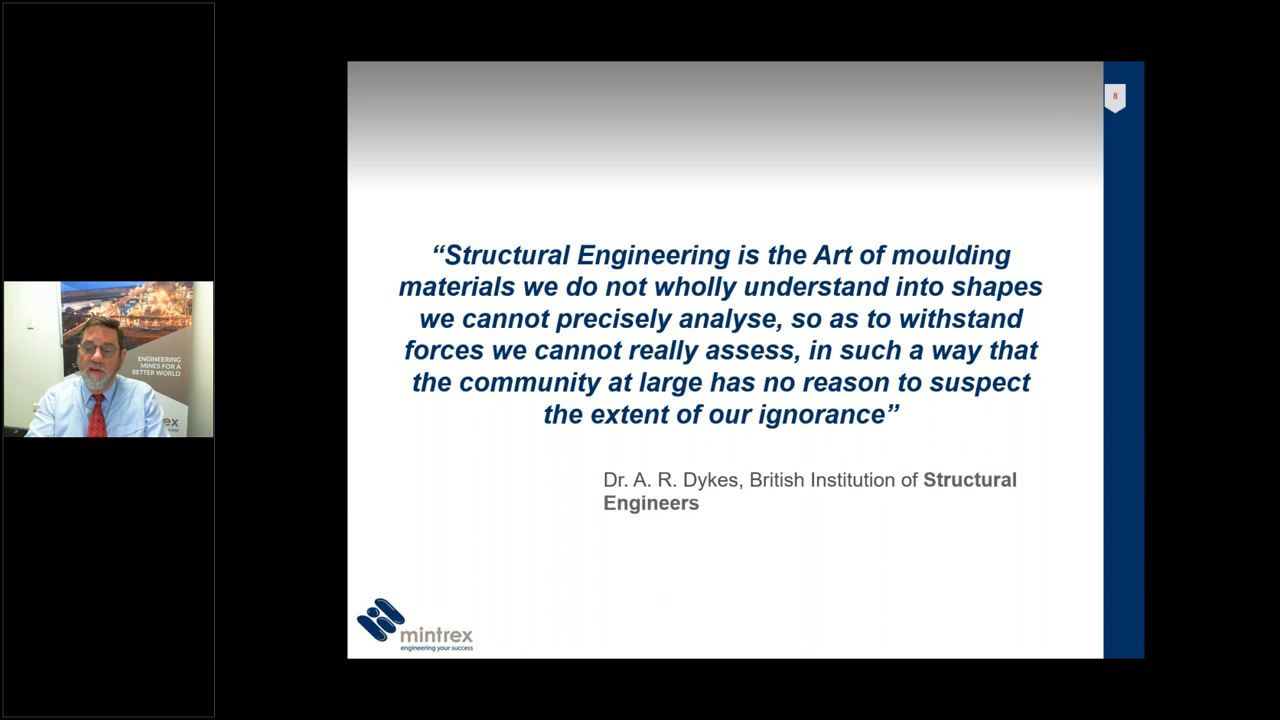 8
“Structural Engineering is the Art of moulding
materials we do not wholly understand into shapes
we cannot precisely analyse, so as to withstand
forces we cannot really assess, in such a way that
the community at large has no reason to suspect
the extent of our ignorance”
Dr. A. R. Dykes, British Institution of Structural
Engineers
mintrex
engineering your success
ENGINEERING
MINES FOR A
BETTER WORLD
ex